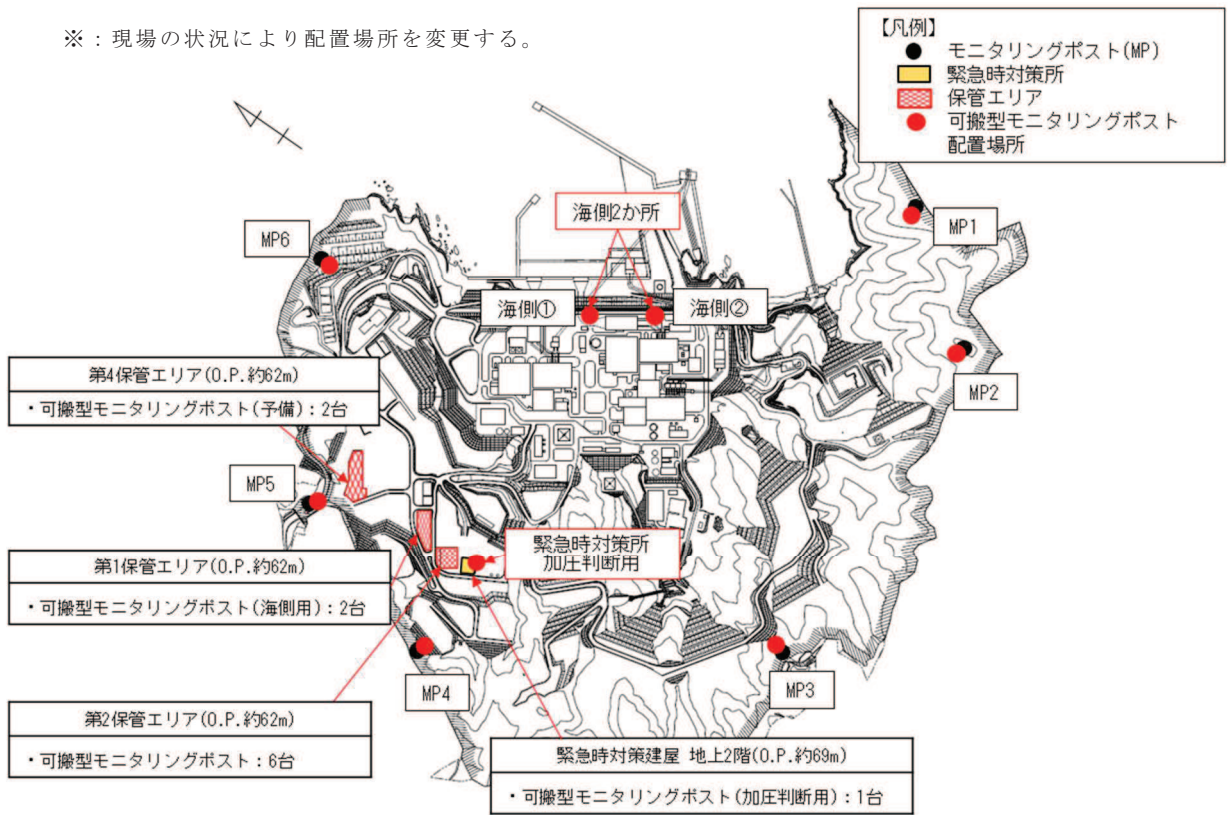 ※：現場の状況により配置場所を変更する。
【凡例】
モニタリングポスト(MP)
緊急時対策所
保管エリア
可搬型モニタリングポスト
配置場所
海側2か所
MP1
MP6
海側①
海側②
MP2
第4保管エリア(O.P.約62m)
・可搬型モニタリングポスト(予備)：2台
MP5
緊急時対策所
加圧判断用
第1保管エリア(O.P.約62m)
・可搬型モニタリングポスト(海側用)：2台
MP4
MP3
第2保管エリア(O.P.約62m)
・可搬型モニタリングポスト：6台
緊急時対策建屋 地上2階(O.P.約69m)
・可搬型モニタリングポスト(加圧判断用)：1台